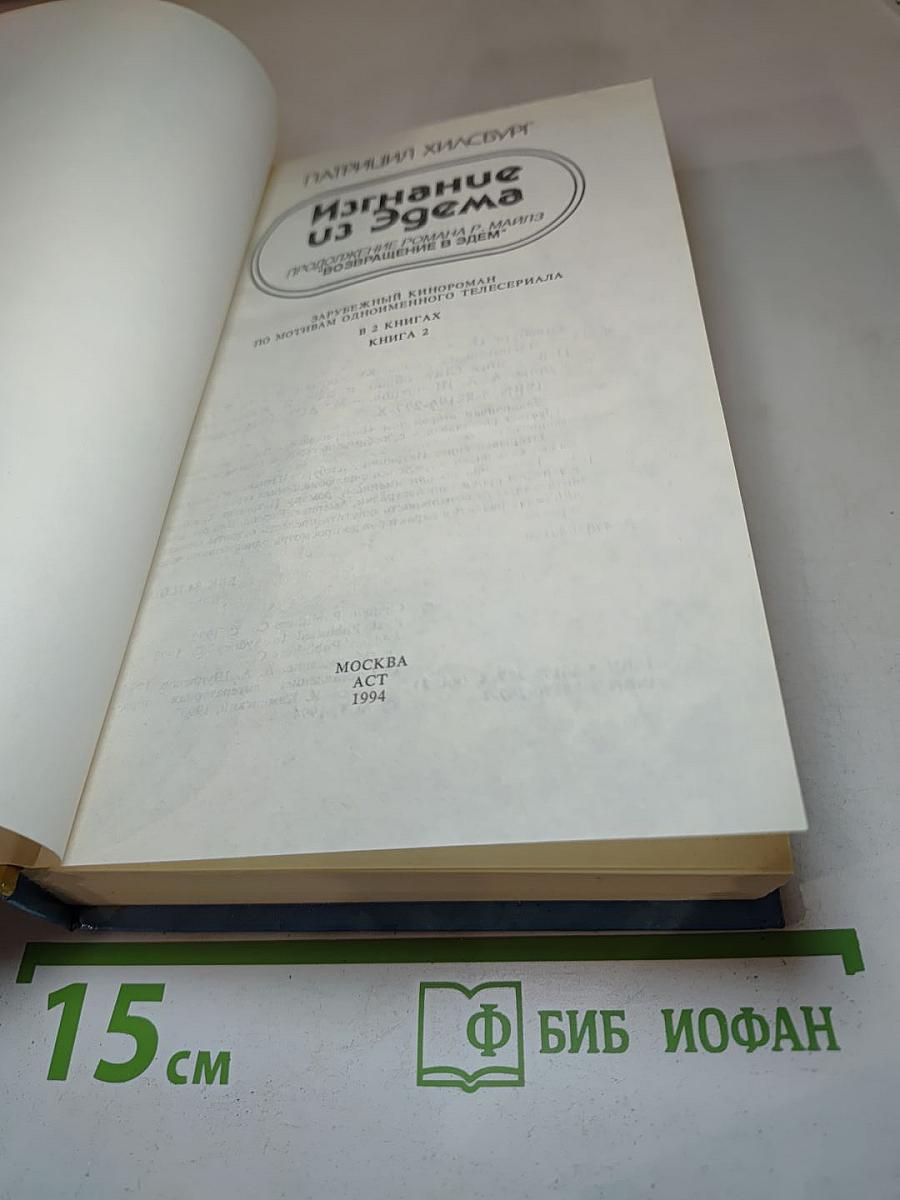 ПАТРИЦИЯ ХИЛСБУРГ
Изгнание
из Эдема
ПРОДОЛЖЕНИЕ РОМАНА Р. МАЙЛЗ
"ВОЗВРАЩЕНИЕ В ЭДЕМ"
ЗАРУБЕЖНЫЙ КИНОРОМАН
ПО МОТИВАМ ОДНОИМЕННОГО ТЕЛЕСЕРИАЛА
В 2 КНИГАХ
КНИГА 2
МОСКВА
АСТ
1994
15 см
Ф БИБ ИОФАН